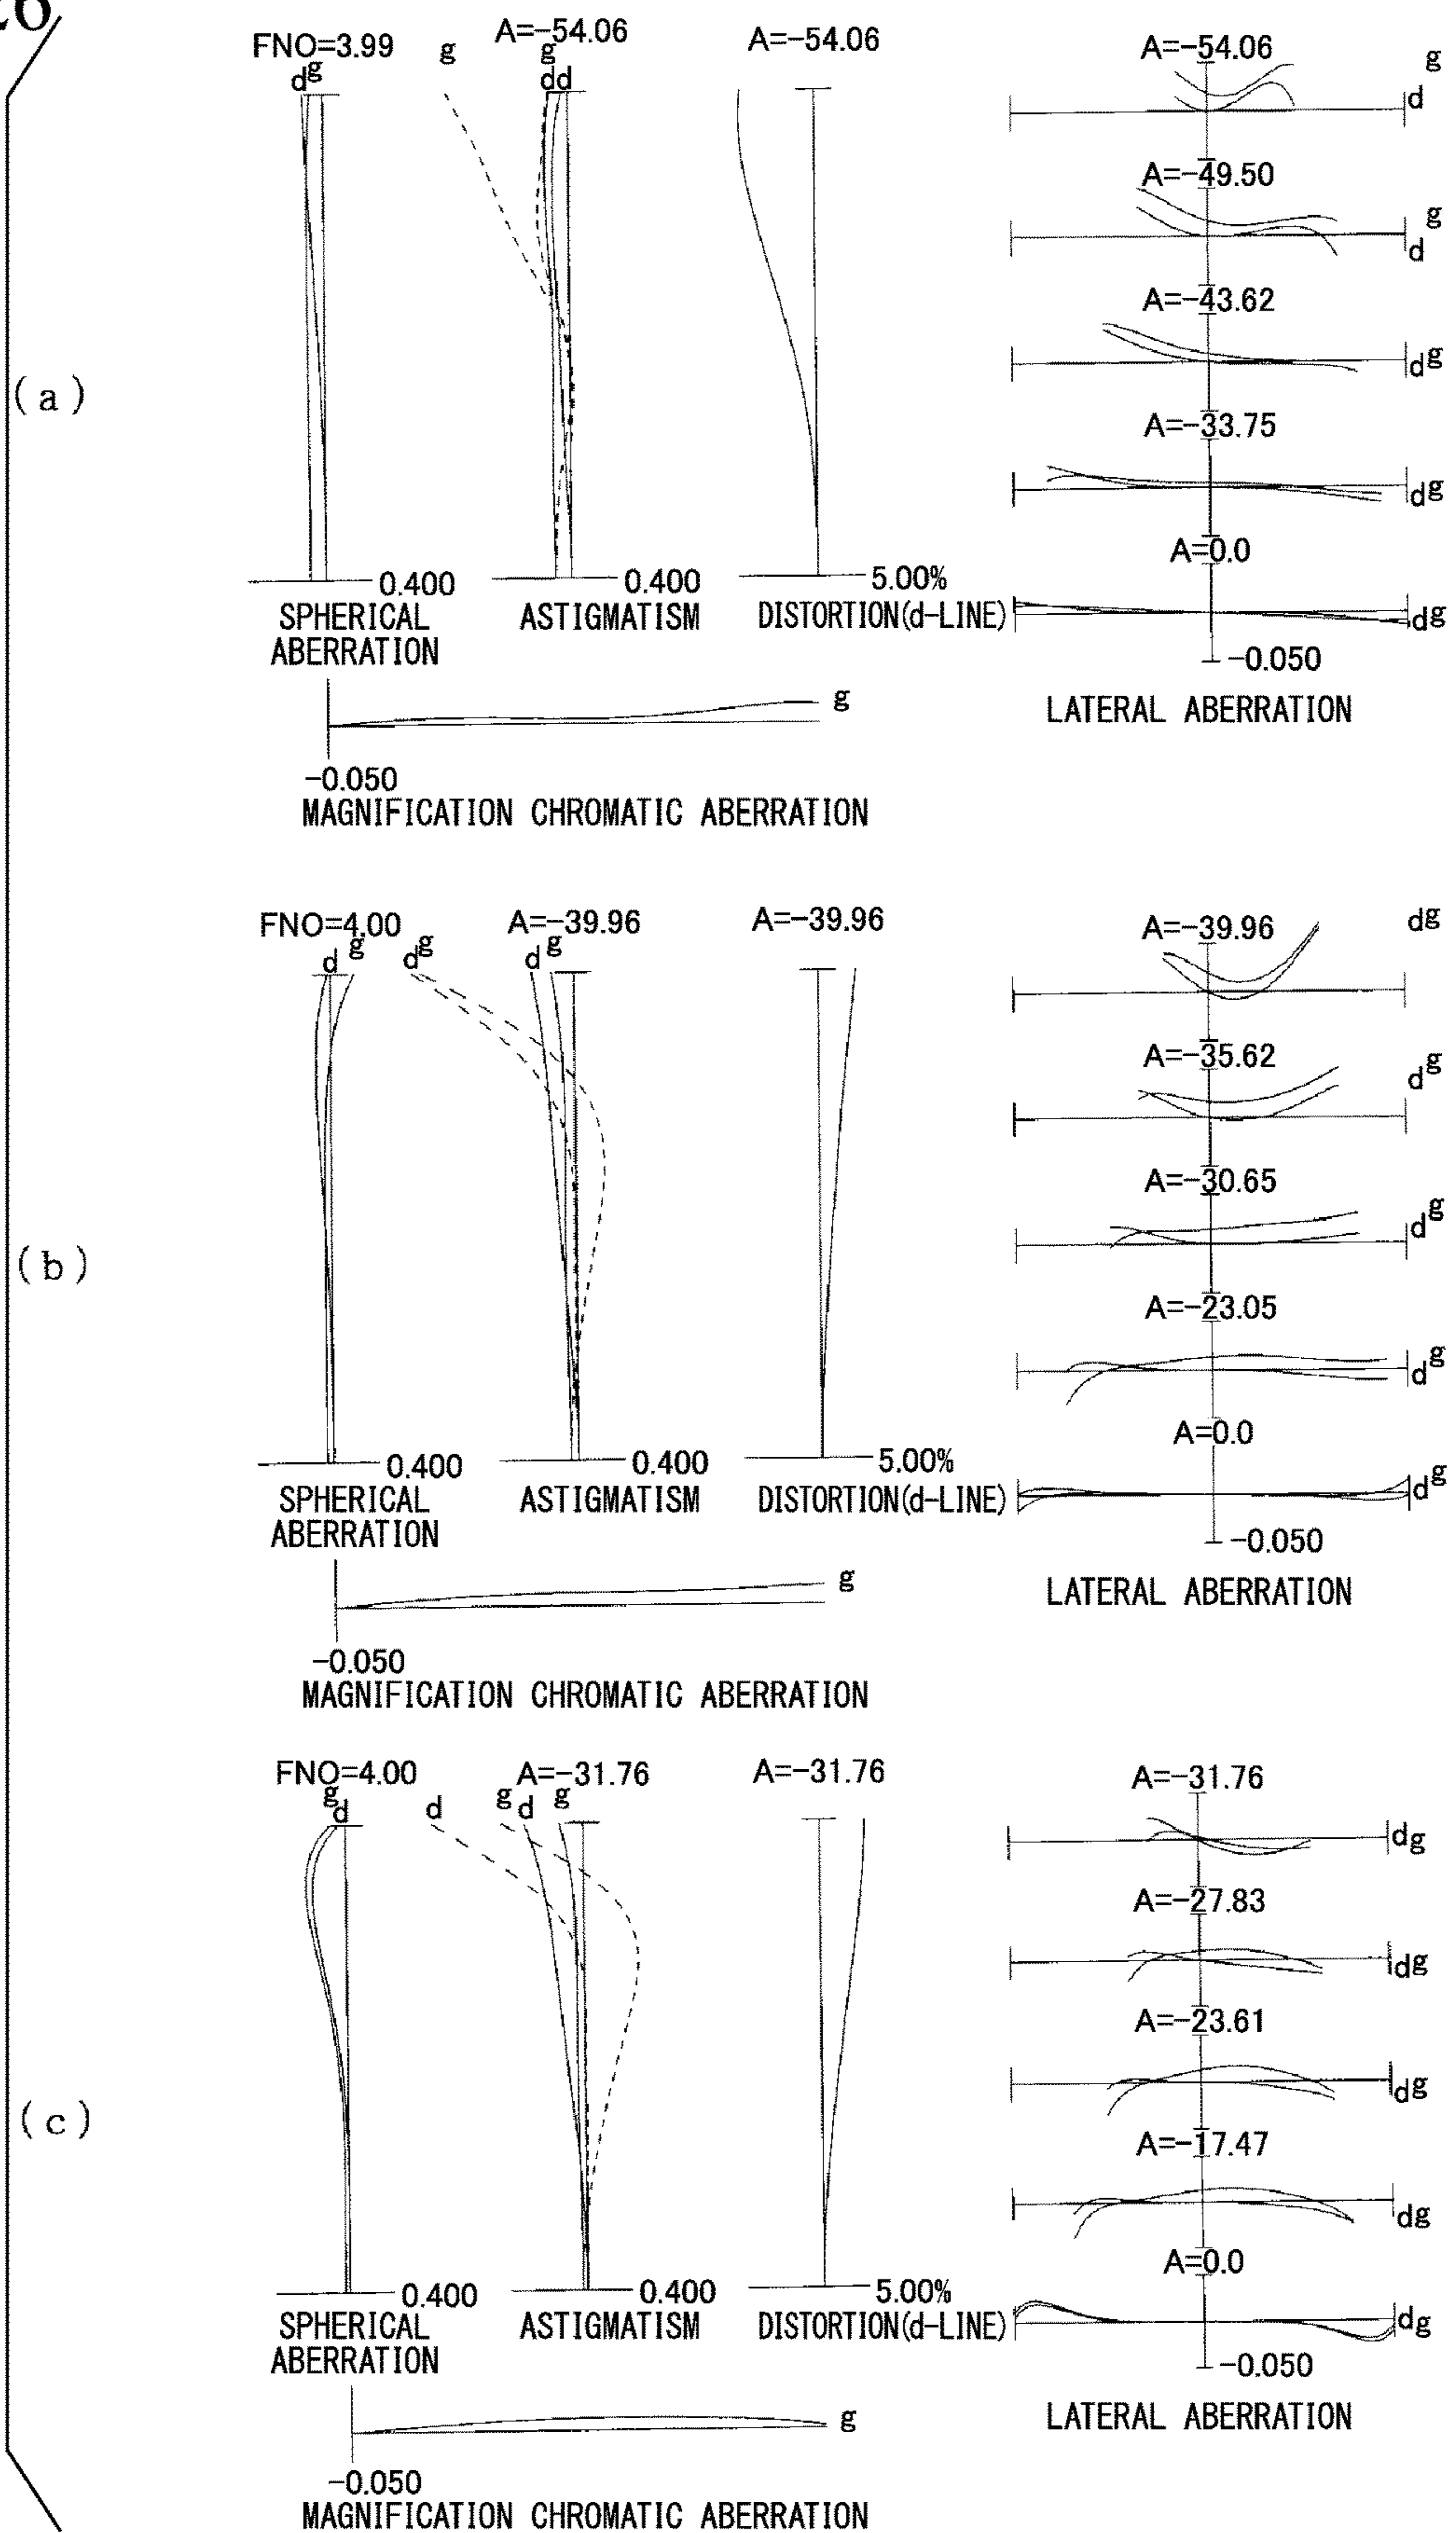 26
(a)
FNO=3.99
d g
g
A=-54.06
g
d d
A=-54.06
0.400
SPHERICAL
ABERRATION
0.400
ASTIGMATISM
5.00%
DISTORTION(d-LINE)
g
-0.050
MAGNIFICATION CHROMATIC ABERRATION
A=-54.06
g
d
A=-49.50
g
d
A=-43.62
dg
A=-33.75
dg
A=0.0
dg
-0.050
LATERAL ABERRATION
(b)
FNO=4.00
d g
dg
A=-39.96
d g
A=-39.96
0.400
SPHERICAL
ABERRATION
0.400
ASTIGMATISM
5.00%
DISTORTION(d-LINE)
g
-0.050
MAGNIFICATION CHROMATIC ABERRATION
A=-39.96
dg
A=-35.62
dg
A=-30.65
dg
A=-23.05
dg
A=0.0
dg
-0.050
LATERAL ABERRATION
(c)
FNO=4.00
g
d
d
A=-31.76
g d g
A=-31.76
0.400
SPHERICAL
ABERRATION
0.400
ASTIGMATISM
5.00%
DISTORTION(d-LINE)
g
-0.050
MAGNIFICATION CHROMATIC ABERRATION
A=-31.76
dg
A=-27.83
dg
A=-23.61
dg
A=-17.47
dg
A=0.0
dg
-0.050
LATERAL ABERRATION